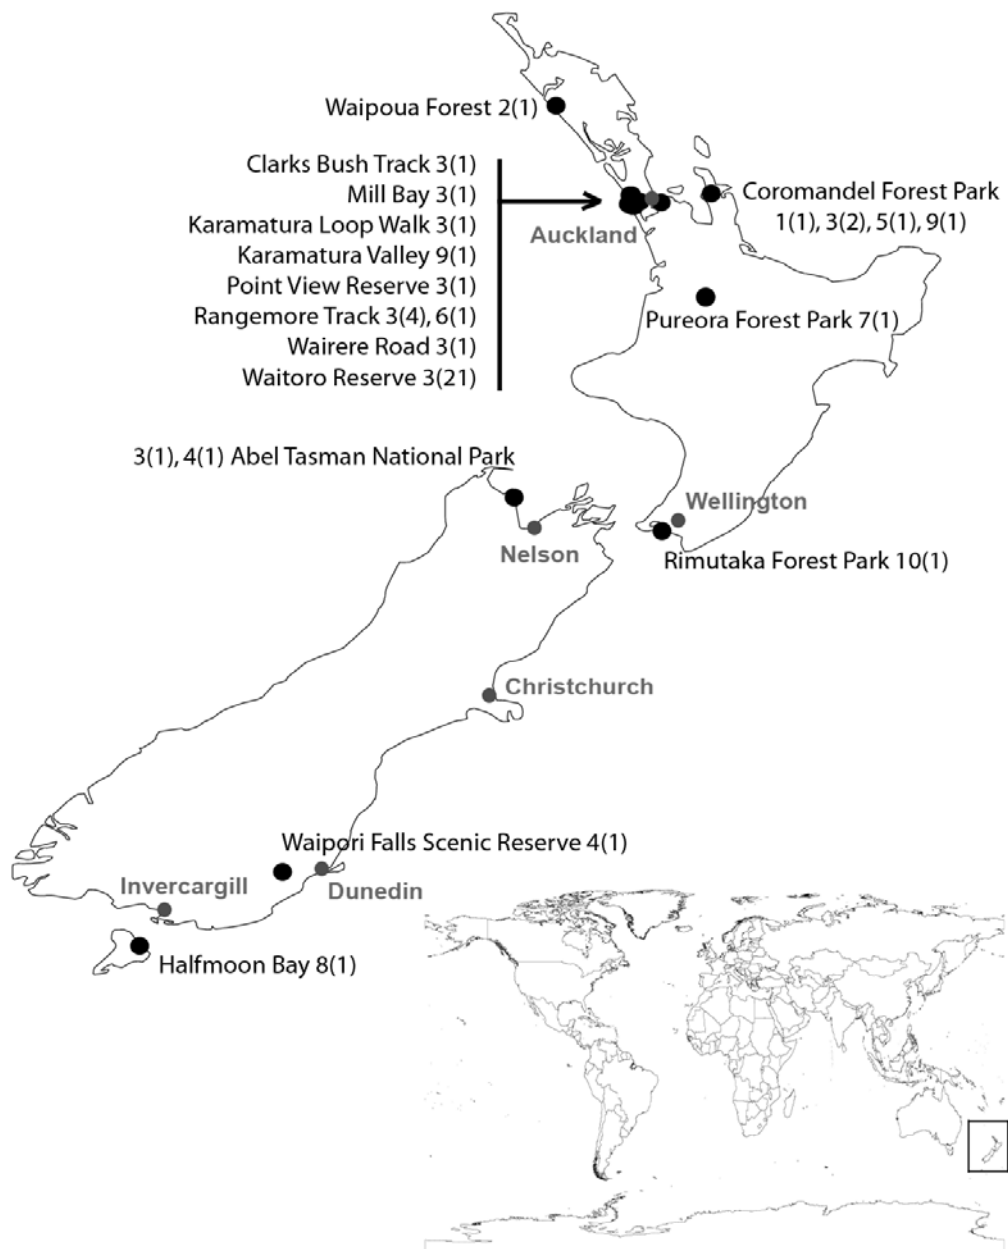 Waipoua Forest 2(1)
Clarks Bush Track 3(1)
Mill Bay 3(1)
Karamatura Loop Walk 3(1)
Karamatura Valley 9(1)
Point View Reserve 3(1)
Rangemore Track 3(4), 6(1)
Wairere Road 3(1)
Waitoro Reserve 3(21)
Auckland
Coromandel Forest Park
1(1), 3(2), 5(1), 9(1)
Pureora Forest Park 7(1)
3(1), 4(1) Abel Tasman National Park
Wellington
Nelson
Rimutaka Forest Park 10(1)
Christchurch
Waipori Falls Scenic Reserve 4(1)
Invercargill
Dunedin
Halfmoon Bay 8(1)